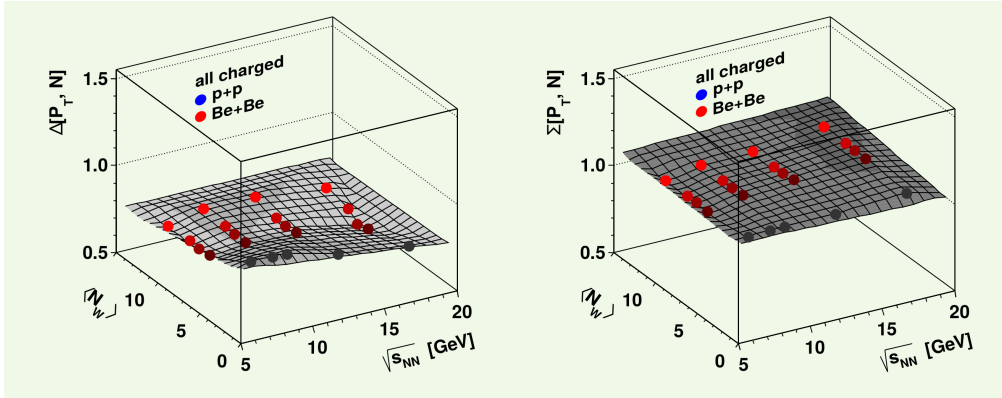 Δ[P_T, N]
1.5
1.0
0.5
all charged
p+p
Be+Be
⟨N_W⟩
10
5
0
5
10
15
20
√s_NN [GeV]
Σ[P_T, N]
1.5
1.0
0.5
all charged
p+p
Be+Be
⟨N_W⟩
10
5
0
5
10
15
20
√s_NN [GeV]